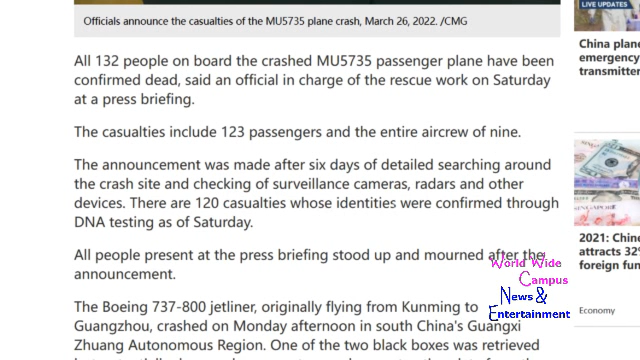 Officials announce the casualties of the MU5735 plane crash, March 26, 2022. /CMG
All 132 people on board the crashed MU5735 passenger plane have been
confirmed dead, said an official in charge of the rescue work on Saturday
at a press briefing.
The casualties include 123 passengers and the entire aircrew of nine.
The announcement was made after six days of detailed searching around
the crash site and checking of surveillance cameras, radars and other
devices. There are 120 casualties whose identities were confirmed through
DNA testing as of Saturday.
All people present at the press briefing stood up and mourned after the
announcement.
The Boeing 737-800 jetliner, originally flying from Kunming to
Guangzhou, crashed on Monday afternoon in south China's Guangxi
Zhuang Autonomous Region. One of the two black boxes was retrieved
LIVE UPDATES
China plane
emergency
transmitter
2021: Chine
attracts 32%
foreign fun
Economy
World Wide
Campus
News &
Entertainment